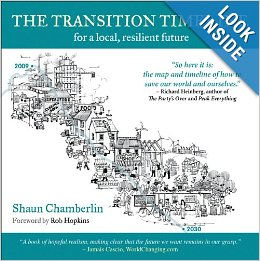 LOOK
INSIDE
THE TRANSITION TIM
for a local, resilient future
2009
"So here it is:
the map and timeline of how to
save our world and ourselves."
- Richard Heinberg, author of
The Party's Over and Peak Everything
Shaun Chamberlin
Foreword by Rob Hopkins
2030
"A book of hopeful realism, making clear that the future we want remains in our grasp."
- Jamais Cascio, WorldChanging.com